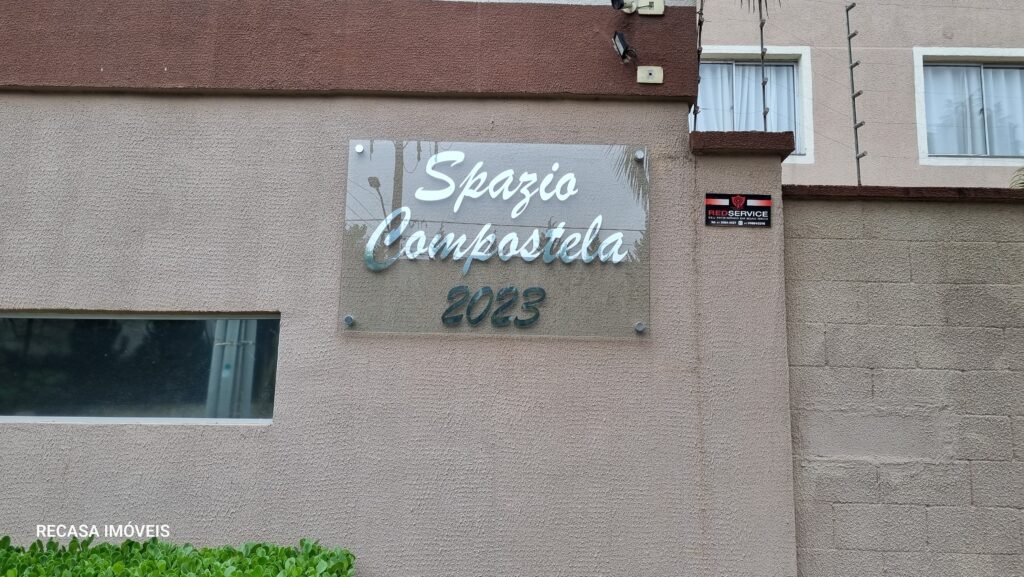 Spazio
Compostela
2023
REDSERVICE
RECASA IMÓVEIS